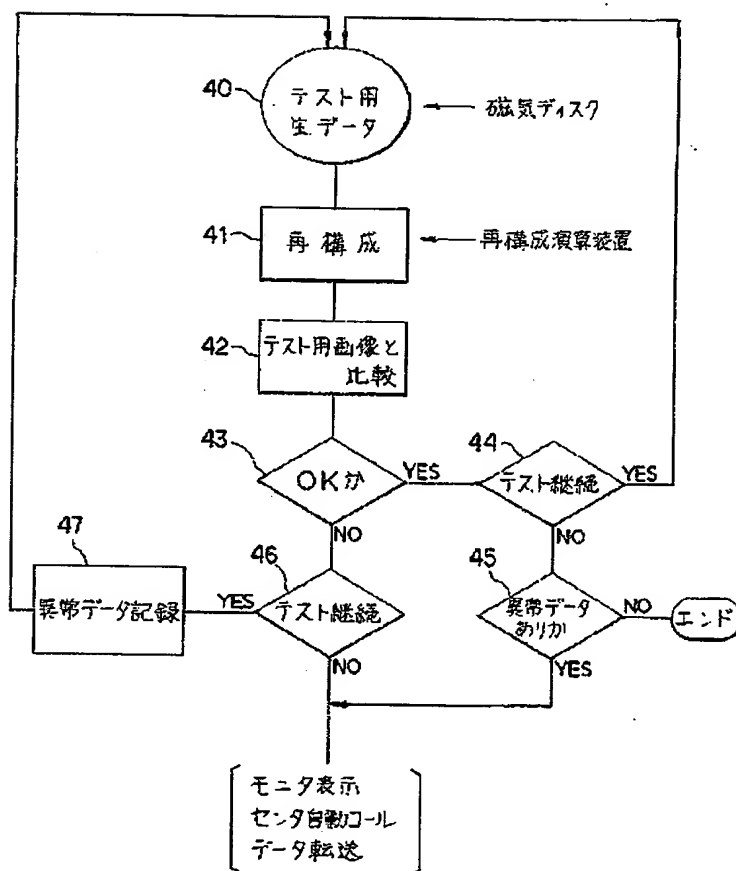 40
テスト用
生データ
磁気ディスク
41
再構成
再構成演算装置
42
テスト用画像と
比較
43
OKか
YES
44
テスト継続
YES
NO
NO
47
異常データ記録
YES
46
テスト継続
NO
45
異常データ
ありか
NO
エンド
YES
モニタ表示
センタ自動コール
データ転送